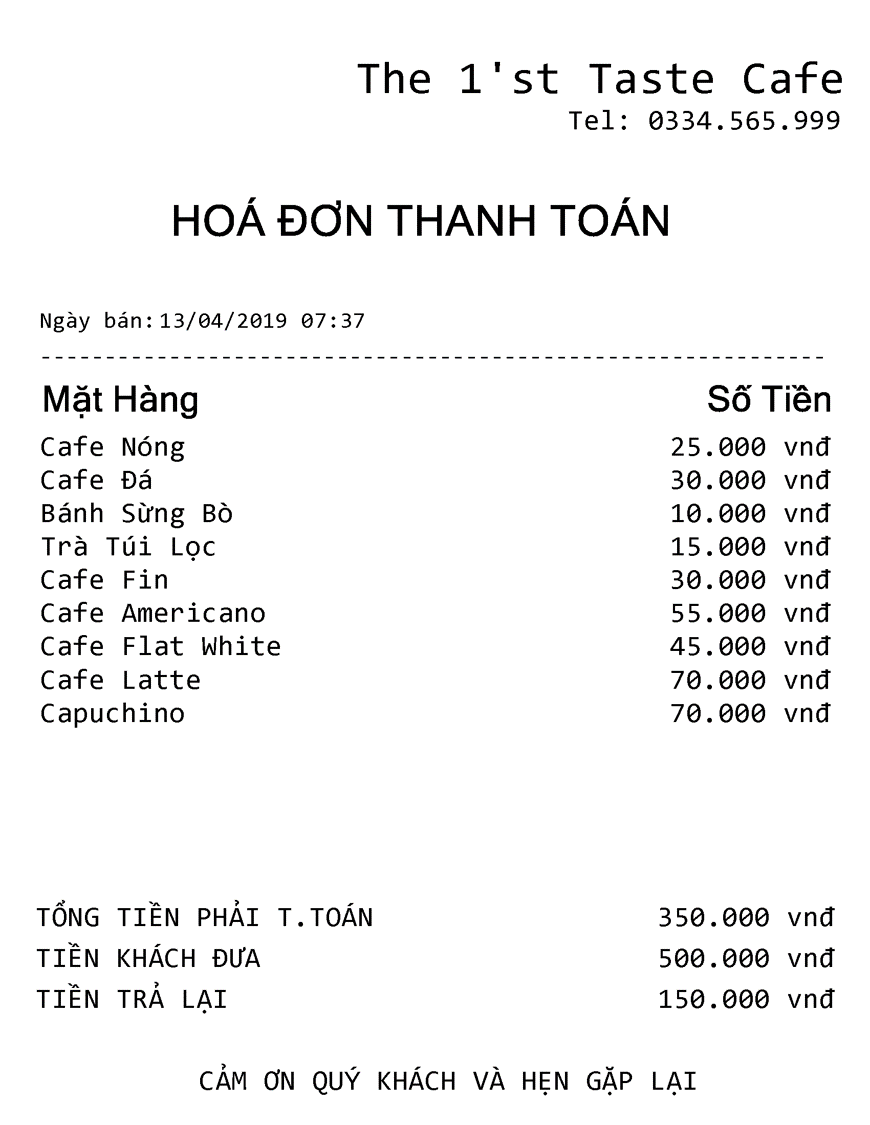 The 1'st Taste Cafe
Tel: 0334.565.999
HOÁ ĐƠN THANH TOÁN
Ngày bán: 13/04/2019 07:37
-------------------------------------------------------------
Mặt Hàng Số Tiền
Cafe Nóng 25.000 vnđ
Cafe Đá 30.000 vnđ
Bánh Sừng Bò 10.000 vnđ
Trà Túi Lọc 15.000 vnđ
Cafe Fin 30.000 vnđ
Cafe Americano 55.000 vnđ
Cafe Flat White 45.000 vnđ
Cafe Latte 70.000 vnđ
Capuchino 70.000 vnđ
TỔNG TIỀN PHẢI T.TOÁN 350.000 vnđ
TIỀN KHÁCH ĐƯA 500.000 vnđ
TIỀN TRẢ LẠI 150.000 vnđ
CẢM ƠN QUÝ KHÁCH VÀ HẸN GẶP LẠI